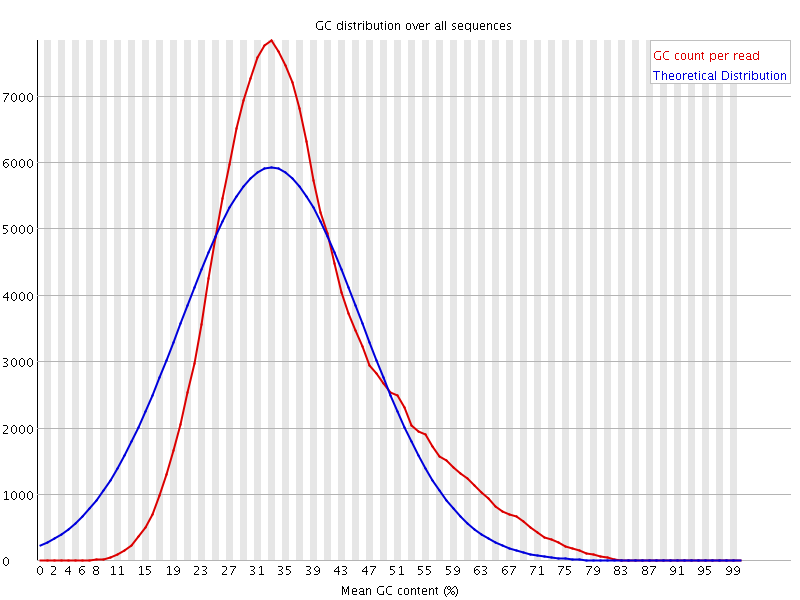 GC distribution over all sequences
GC count per read
Theoretical Distribution
7000
6000
5000
4000
3000
2000
1000
0
0 2 4 6 8 11 15 19 23 27 31 35 39 43 47 51 55 59 63 67 71 75 79 83 87 91 95 99
Mean GC content (%)